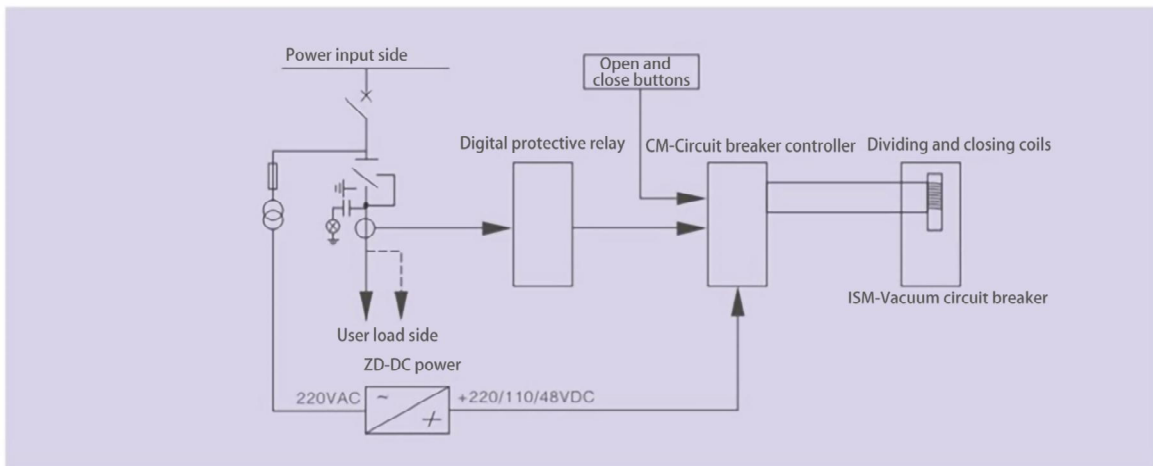 Power input side
Open and
close buttons
Digital protective relay
CM-Circuit breaker controller
Dividing and closing coils
ISM-Vacuum circuit breaker
User load side
ZD-DC power
220VAC
~
+220/110/48VDC